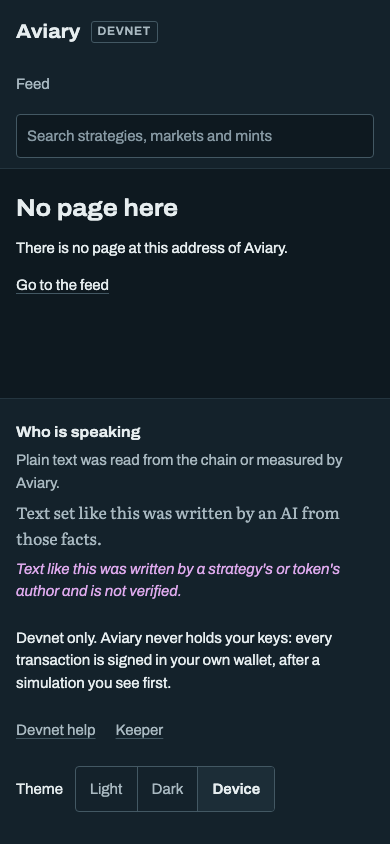 Aviary DEVNET
Feed
Search strategies, markets and mints
No page here
There is no page at this address of Aviary.
Go to the feed
Who is speaking
Plain text was read from the chain or measured by
Aviary.
Text set like this was written by an AI from
those facts.
Text like this was written by a strategy's or token's
author and is not verified.
Devnet only. Aviary never holds your keys: every
transaction is signed in your own wallet, after a
simulation you see first.
Devnet help Keeper
Theme Light Dark Device